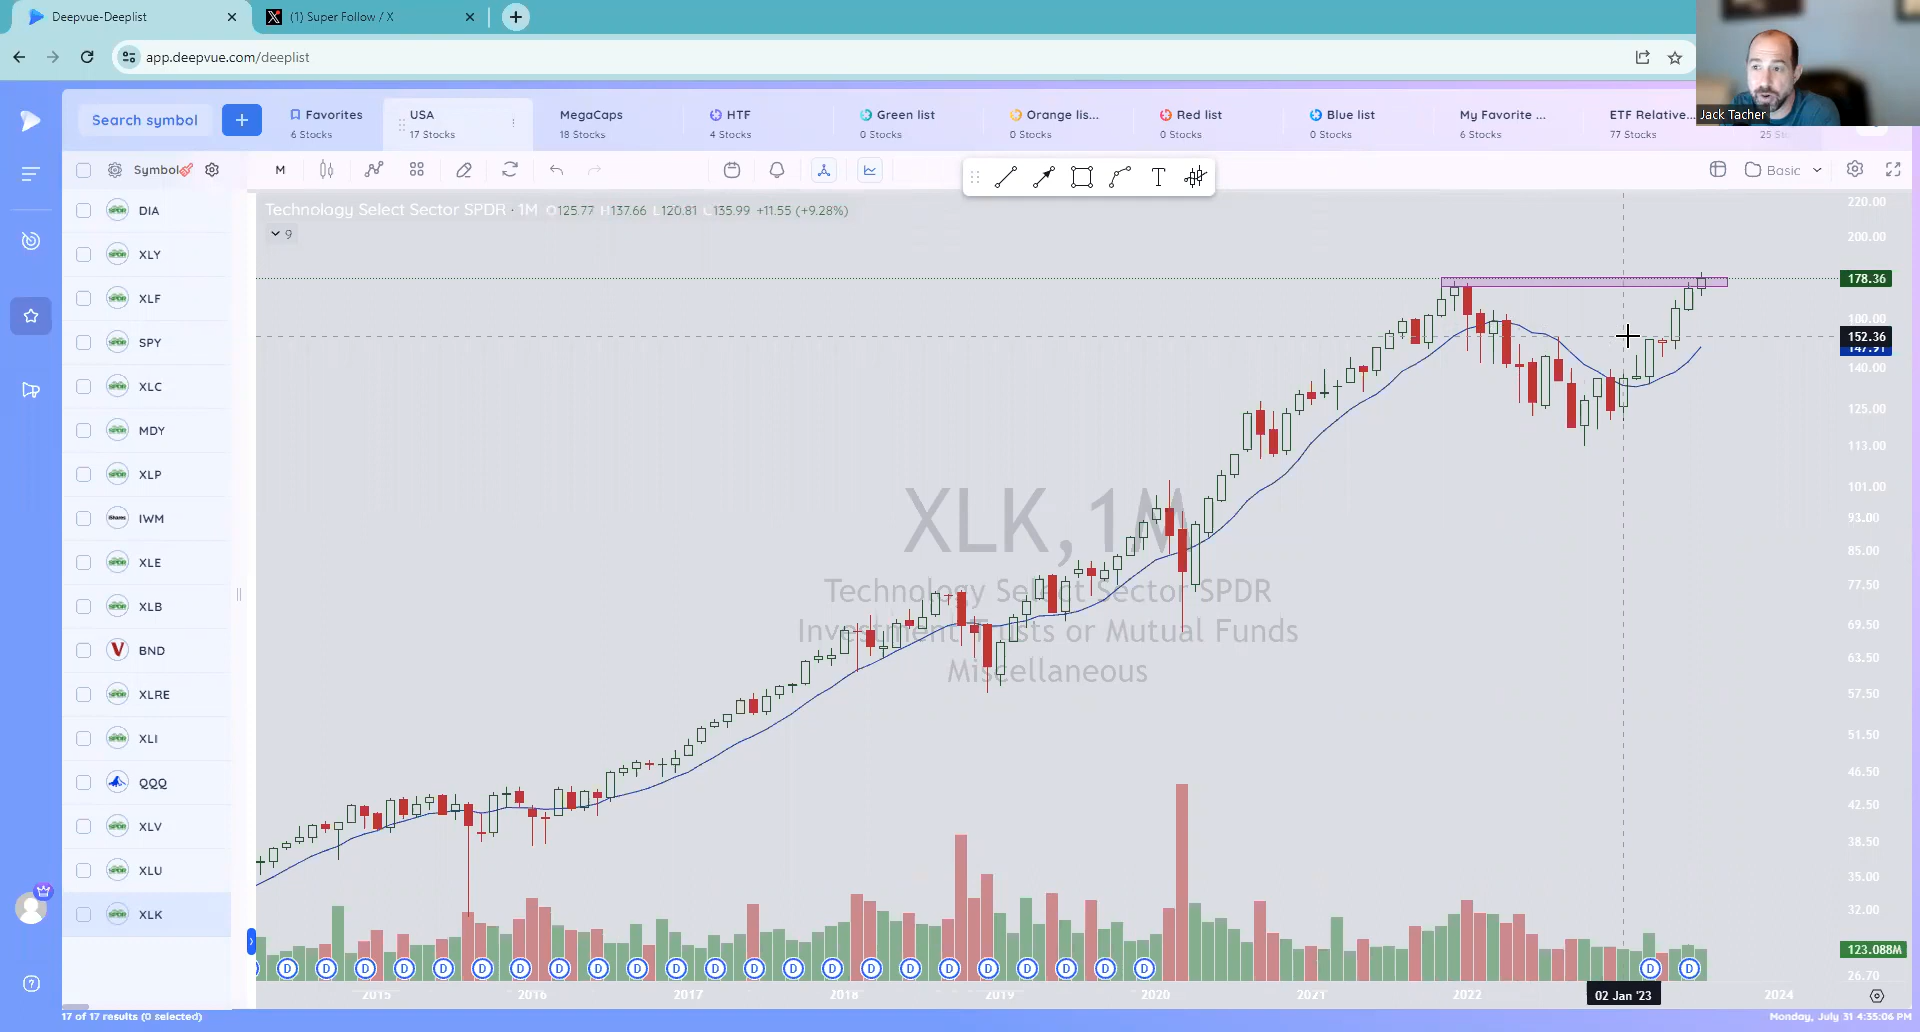 Deepvue-Deeplist
(1) Super Follow / X
app.deepvue.com/deeplist
Jack Tacher
Search symbol
Favorites
6 Stocks
USA
17 Stocks
MegaCaps
18 Stocks
HTF
4 Stocks
Green list
0 Stocks
Orange lis...
0 Stocks
Red list
0 Stocks
Blue list
0 Stocks
My Favorite ...
6 Stocks
ETF Relative...
77 Stocks
Symbol
M
T
Basic
DIA
XLY
XLF
SPY
XLC
MDY
XLP
IWM
XLE
XLB
BND
XLRE
XLI
QQQ
XLV
XLU
XLK
Technology Select Sector SPDR · 1M O125.77 H137.66 L120.81 C135.99 +11.55 (+9.28%)
9
XLK, 1M
Technology Select Sector SPDR
Investment Trusts or Mutual Funds
Miscellaneous
220.00
200.00
178.36
160.00
152.36
147.91
140.00
125.00
113.00
101.00
93.00
85.00
77.50
69.50
63.50
57.50
51.50
46.50
42.50
38.50
35.00
32.00
123.088M
26.70
D D D D D D D D D D D D D D D D D D D D D D D D D
2015 2016 2017 2018 2019 2020 2021 2022 02 Jan '23 2024
17 of 17 results (0 selected)
Monday, July 31 4:35:06 PM